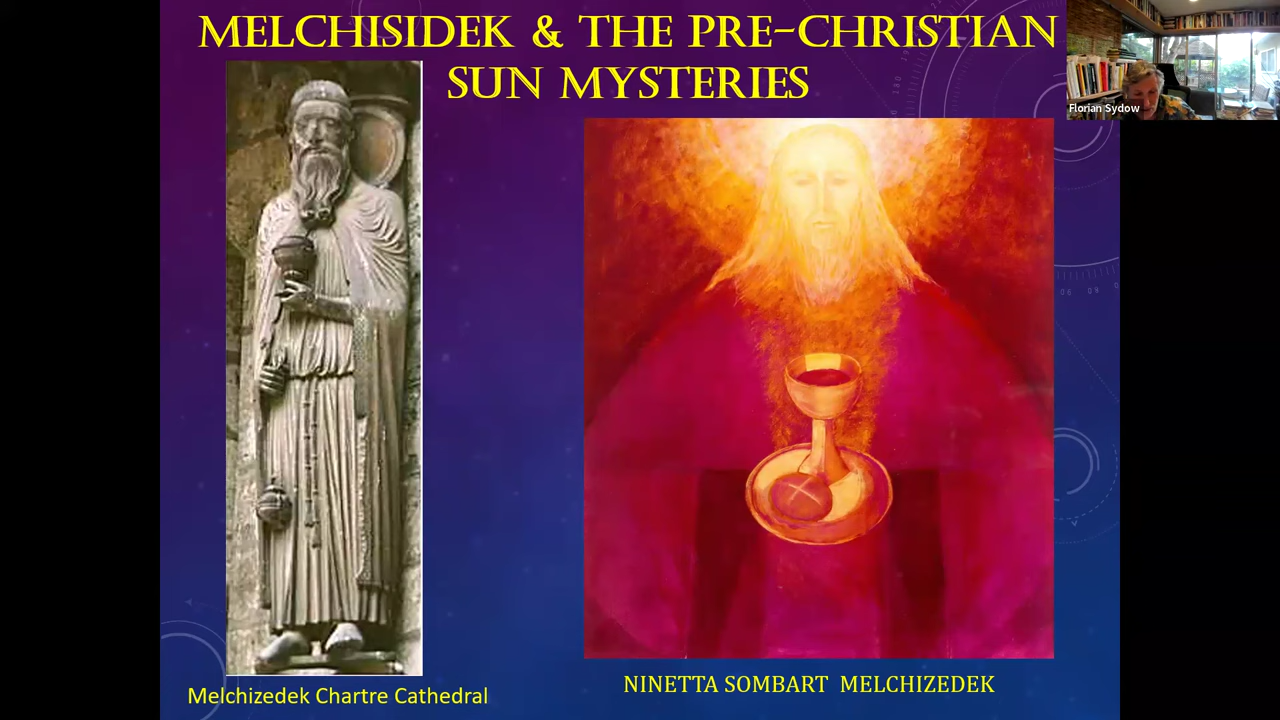 MELCHISIDEK & THE PRE-CHRISTIAN
SUN MYSTERIES
Florian Sydow
Melchizedek Chartre Cathedral
NINETTA SOMBART MELCHIZEDEK